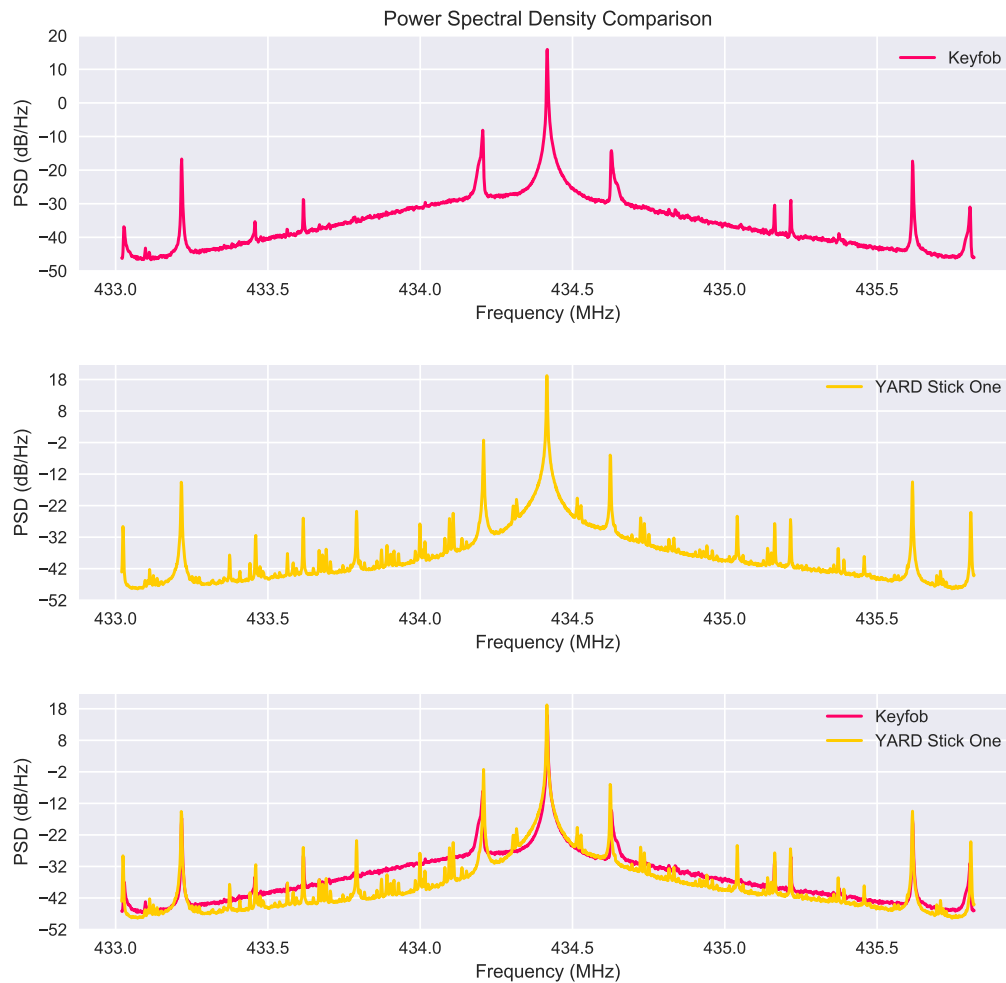 Power Spectral Density Comparison
20
10
0
−10
−20
−30
−40
−50
PSD (dB/Hz)
Keyfob
433.0 433.5 434.0 434.5 435.0 435.5
Frequency (MHz)
18
8
−2
−12
−22
−32
−42
−52
PSD (dB/Hz)
YARD Stick One
433.0 433.5 434.0 434.5 435.0 435.5
Frequency (MHz)
18
8
−2
−12
−22
−32
−42
−52
PSD (dB/Hz)
Keyfob
YARD Stick One
433.0 433.5 434.0 434.5 435.0 435.5
Frequency (MHz)